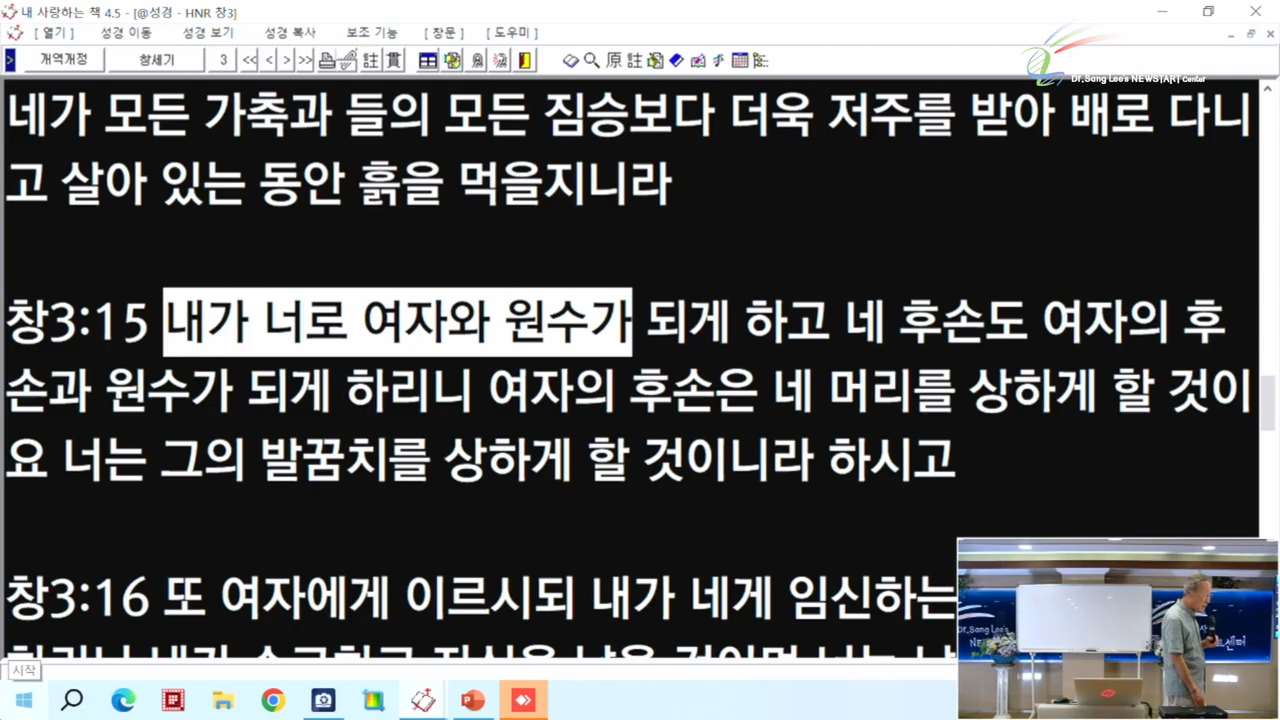 내 사랑하는 책 4.5 - [@성경 - HNR 창3]
[ 열기 ] 성경 이동 성경 보기 성경 복사 보조 기능 [ 창문 ] [ 도우미 ]
개역개정 창세기 3 << < > >> 註 貫 原 註
Dr.Sang Lee's NEWSTART Center
네가 모든 가축과 들의 모든 짐승보다 더욱 저주를 받아 배로 다니
고 살아 있는 동안 흙을 먹을지니라
창3:15 내가 너로 여자와 원수가 되게 하고 네 후손도 여자의 후
손과 원수가 되게 하리니 여자의 후손은 네 머리를 상하게 할 것이
요 너는 그의 발꿈치를 상하게 할 것이니라 하시고
창3:16 또 여자에게 이르시되 내가 네게 임신하는
시작
Dr.Sang Lee's